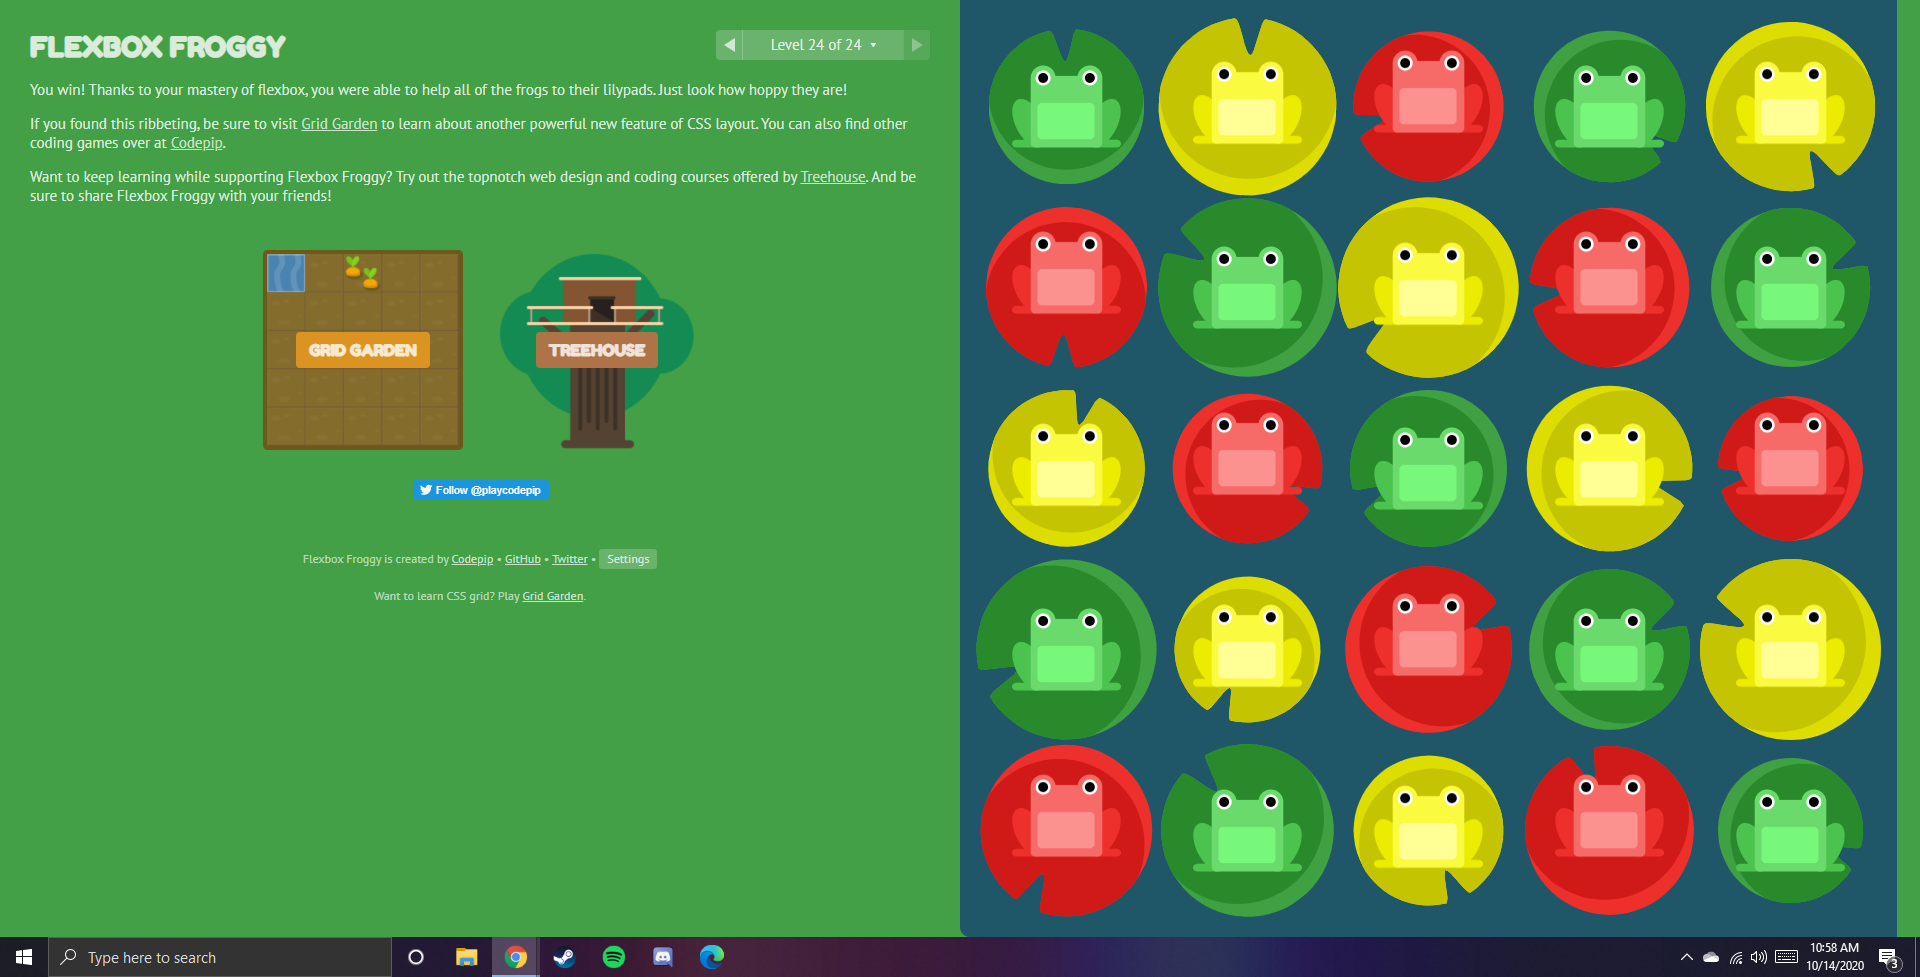 FLEXBOX FROGGY
Level 24 of 24
You win! Thanks to your mastery of flexbox, you were able to help all of the frogs to their lilypads. Just look how hoppy they are!
If you found this ribbeting, be sure to visit Grid Garden to learn about another powerful new feature of CSS layout. You can also find other
coding games over at Codepip.
Want to keep learning while supporting Flexbox Froggy? Try out the topnotch web design and coding courses offered by Treehouse. And be
sure to share Flexbox Froggy with your friends!
GRID GARDEN
TREEHOUSE
Follow @playcodepip
Flexbox Froggy is created by Codepip • GitHub • Twitter • Settings
Want to learn CSS grid? Play Grid Garden.
Type here to search
10:58 AM
10/14/2020
3